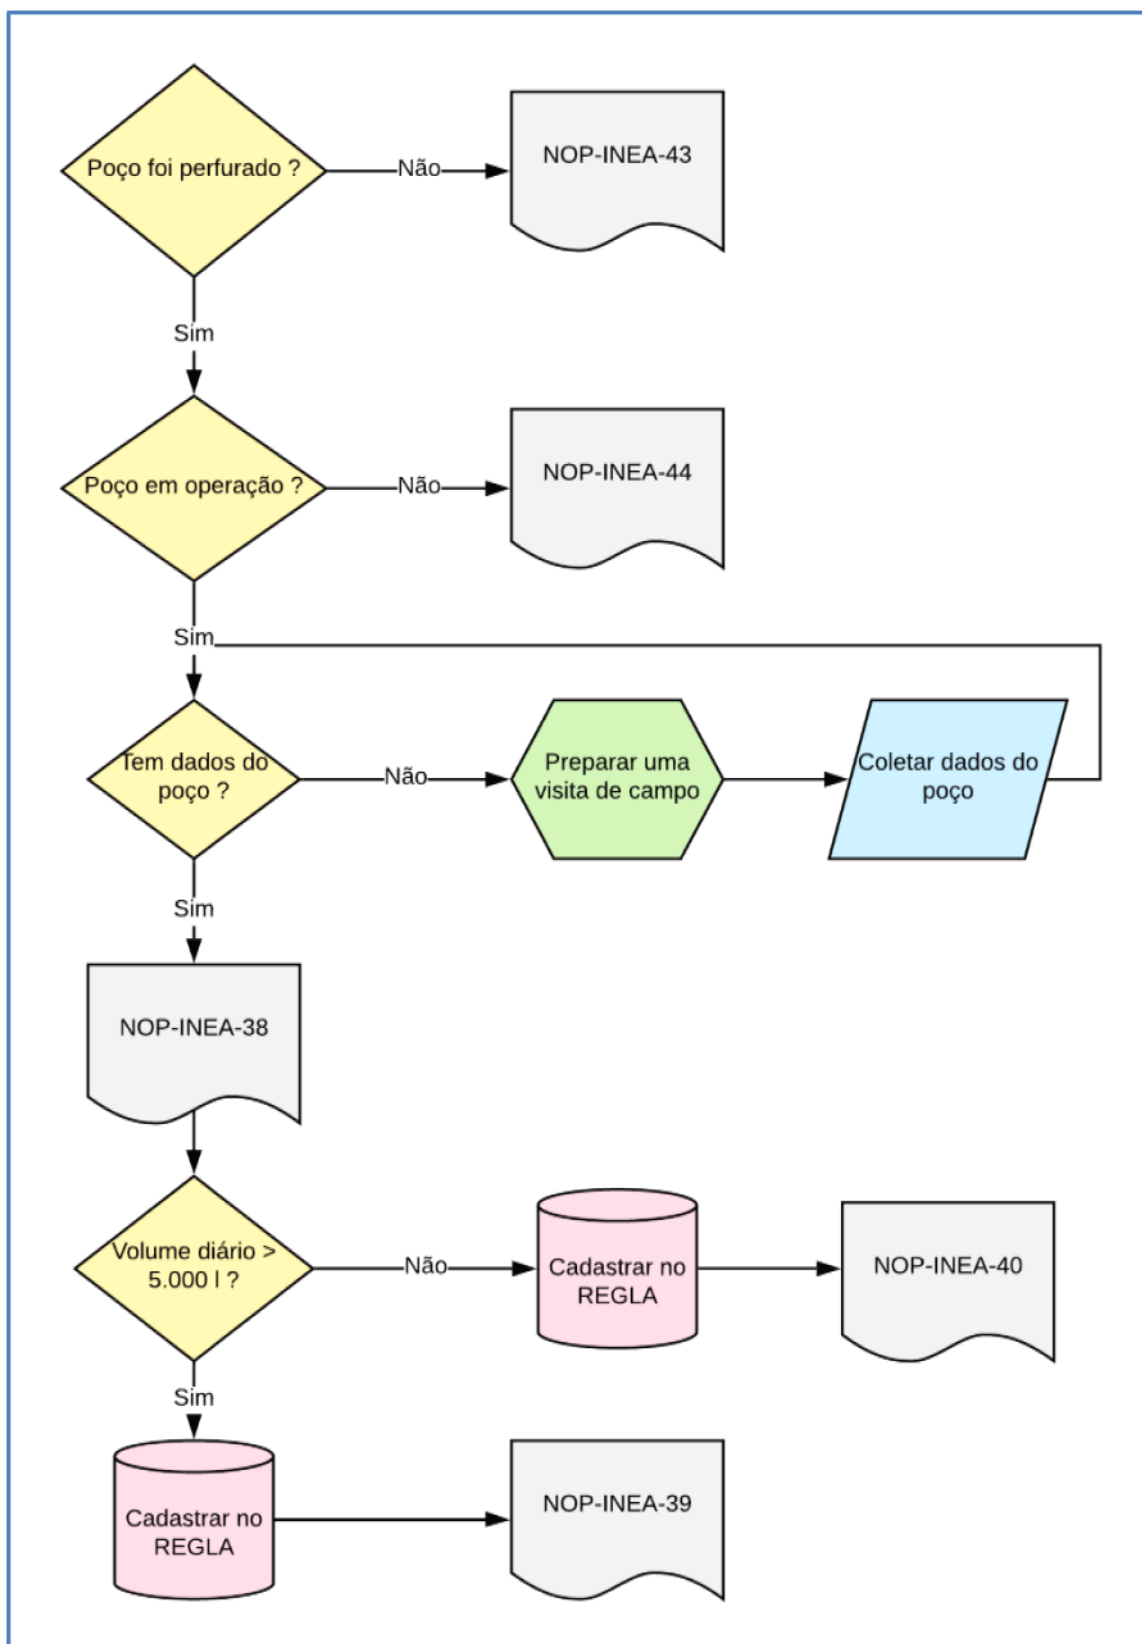 Poço foi perfurado ?
Não
NOP-INEA-43
Sim
Poço em operação ?
Não
NOP-INEA-44
Sim
Tem dados do
poço ?
Não
Preparar uma
visita de campo
Coletar dados do
poço
Sim
NOP-INEA-38
Volume diário >
5.000 l ?
Não
Cadastrar no
REGLA
NOP-INEA-40
Sim
Cadastrar no
REGLA
NOP-INEA-39